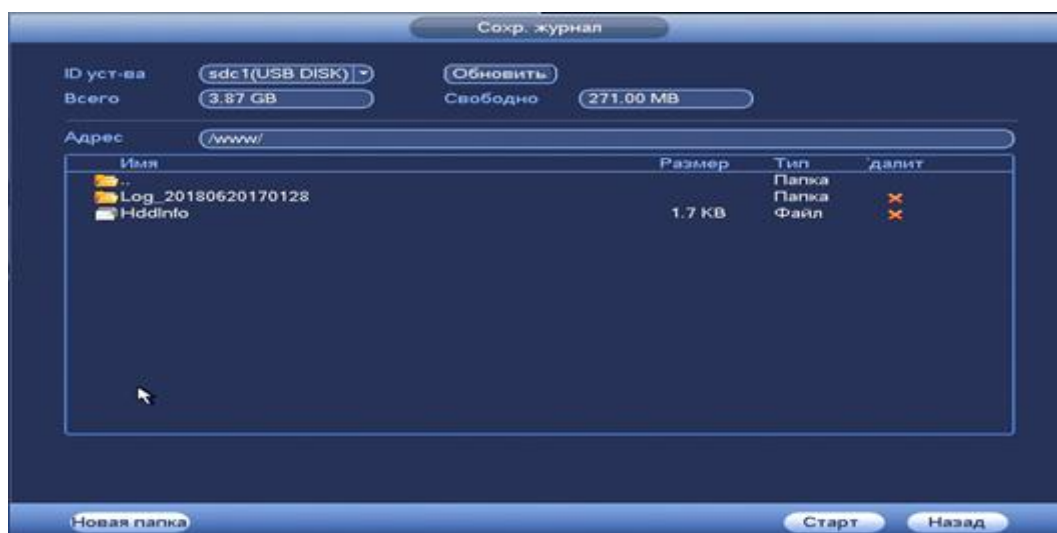 Сохр. журнал
ID уст-ва sdc1(USB DISK) Обновить
Всего 3.87 GB Свободно 271.00 MB
Адрес /www/
Имя Размер Тип 'далит
.. Папка
Log_20180620170128 Папка
HddInfo 1.7 KB Файл
Новая папка Старт Назад